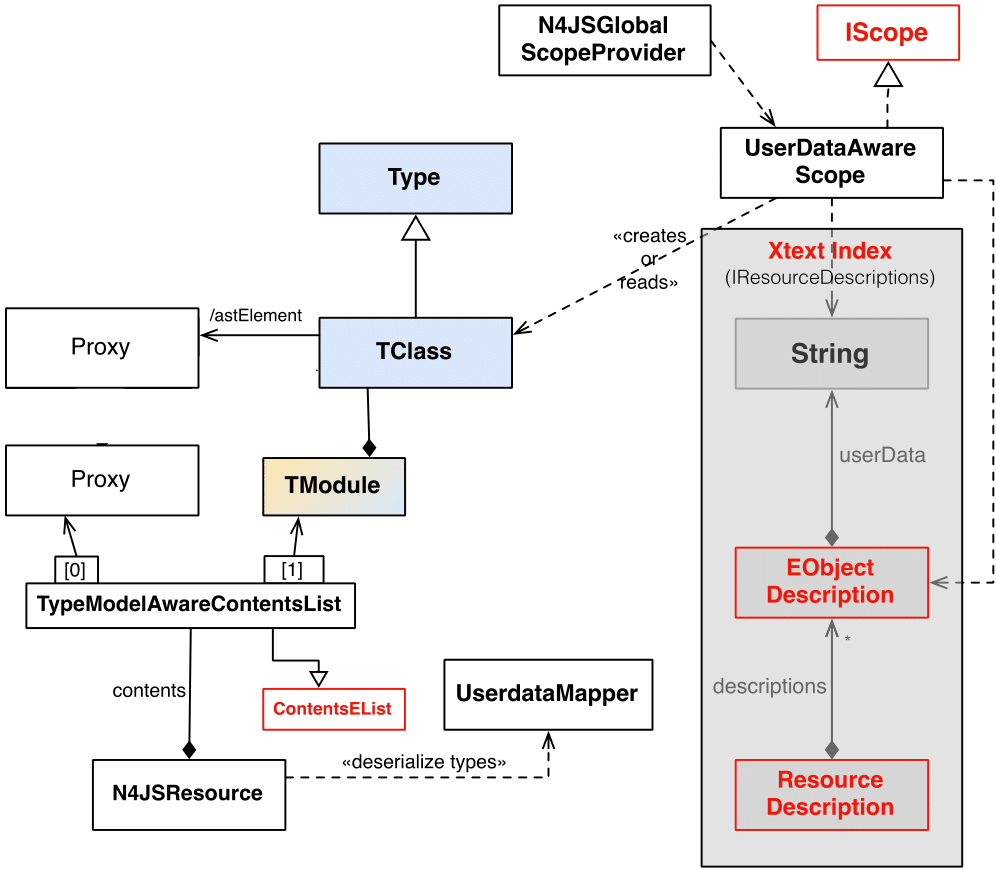 N4JSGlobal
ScopeProvider
IScope
UserDataAware
Scope
Type
«creates
or
reads»
Xtext Index
(IResourceDescriptions)
/astElement
Proxy
TClass
String
userData
Proxy
TModule
[0]
[1]
TypeModelAwareContentsList
EObject
Description
*
contents
descriptions
ContentsEList
UserdataMapper
«deserialize types»
N4JSResource
Resource
Description